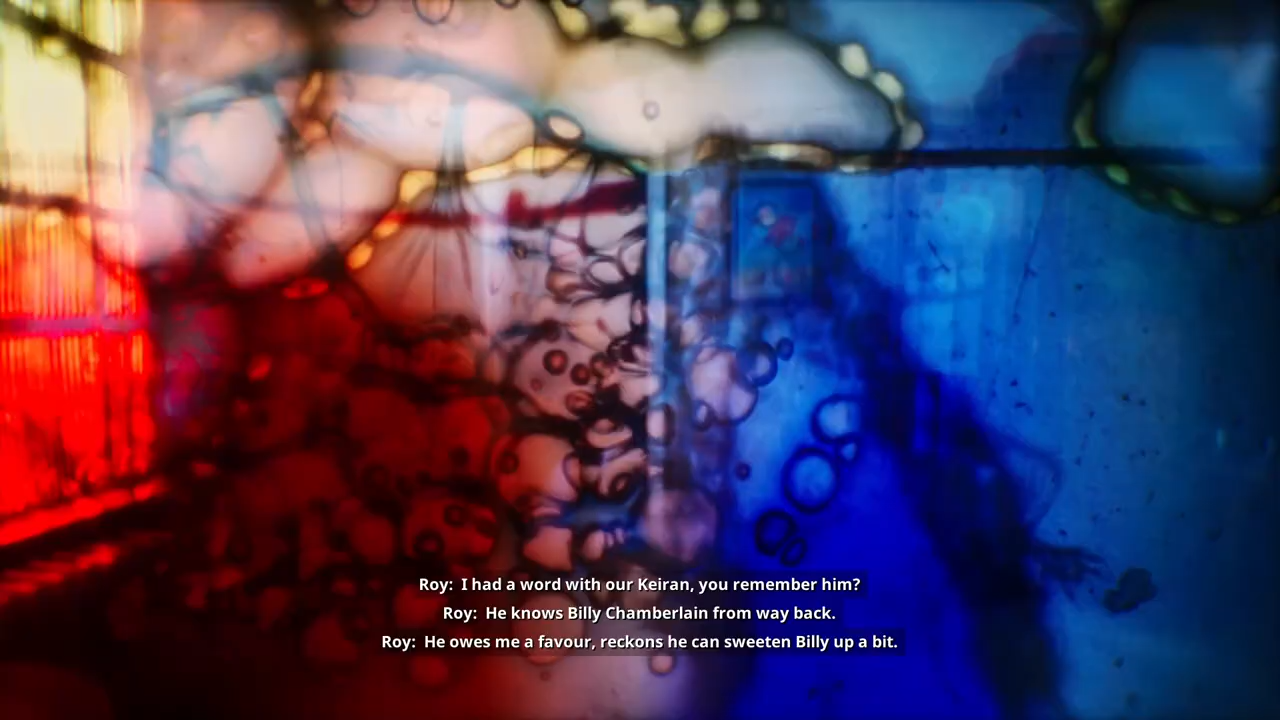 Roy: I had a word with our Keiran, you remember him?
Roy: He knows Billy Chamberlain from way back.
Roy: He owes me a favour, reckons he can sweeten Billy up a bit.